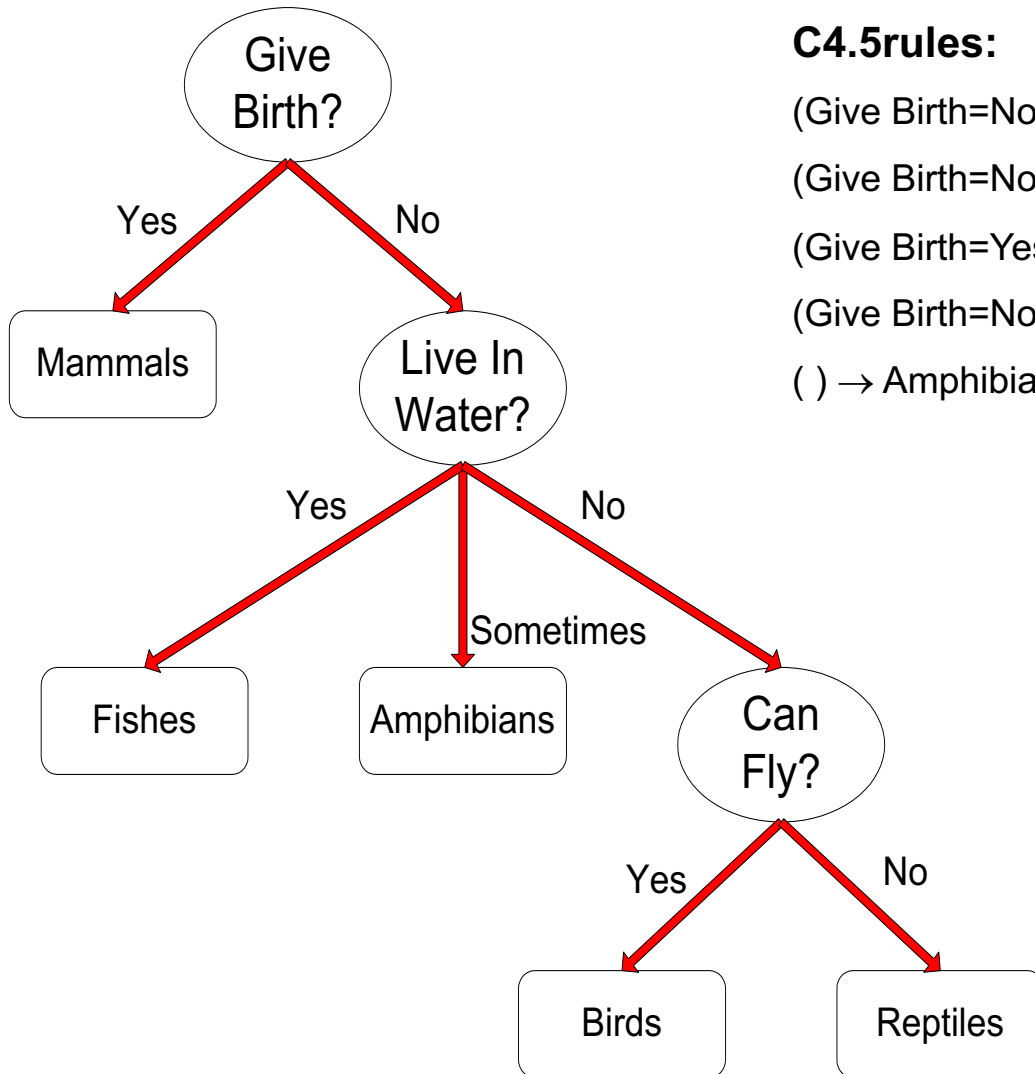 Give
Birth?
Yes
No
Mammals
Live In
Water?
Yes
No
Sometimes
Fishes
Amphibians
Can
Fly?
Yes
No
Birds
Reptiles
C4.5rules:
(Give Birth=No
(Give Birth=No
(Give Birth=Yes
(Give Birth=No
( ) → Amphibia